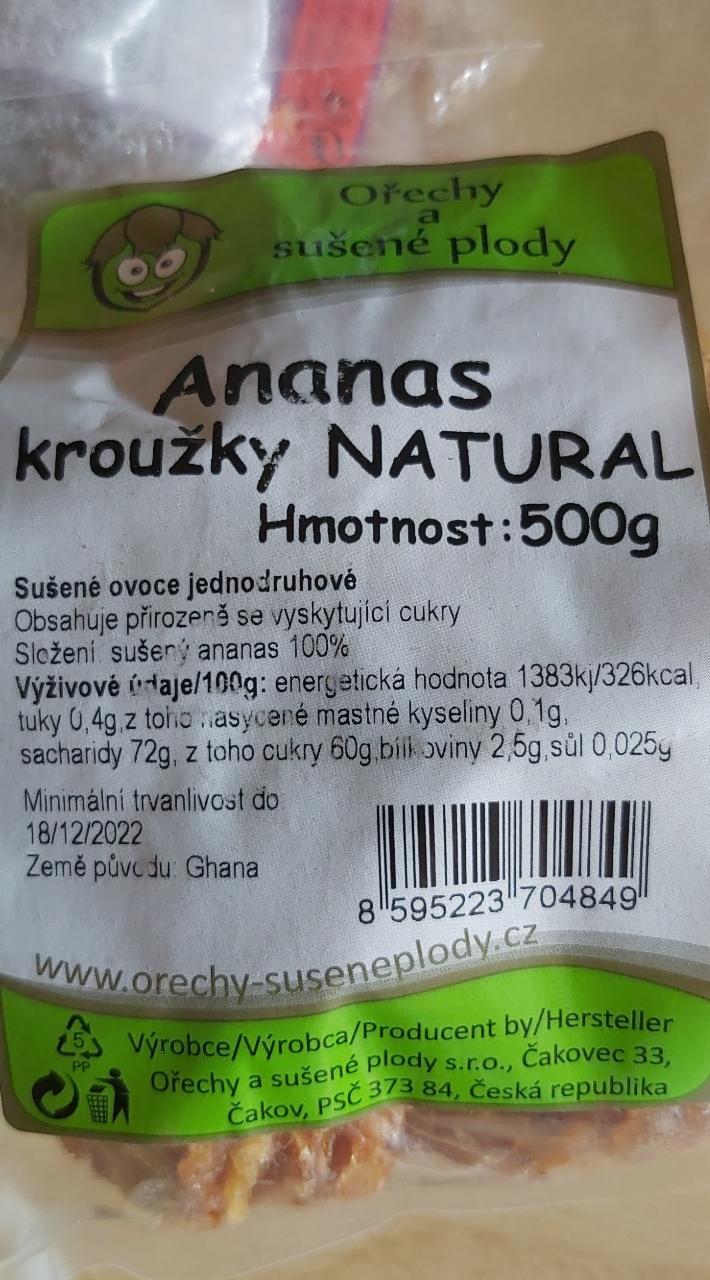 Ořechy
a
sušené plody
Ananas
kroužky NATURAL
Hmotnost:500g
Sušené ovoce jednodruhové
Obsahuje přirozeně se vyskytující cukry
Složení: sušený ananas 100%
Výživové údaje/100g: energetická hodnota 1383kj/326kcal,
tuky 0,4g,z toho nasycené mastné kyseliny 0,1g,
sacharidy 72g, z toho cukry 60g,bílkoviny 2,5g,sůl 0,025g
Minimální trvanlivost do:
18/12/2022
Země původu: Ghana
8 595223 704849
www.orechy-suseneplody.cz
5
PP
Výrobce/Výrobca/Producent by/Hersteller
Ořechy a sušené plody s.r.o., Čakovec 33,
Čakov, PSČ 373 84, Česká republika